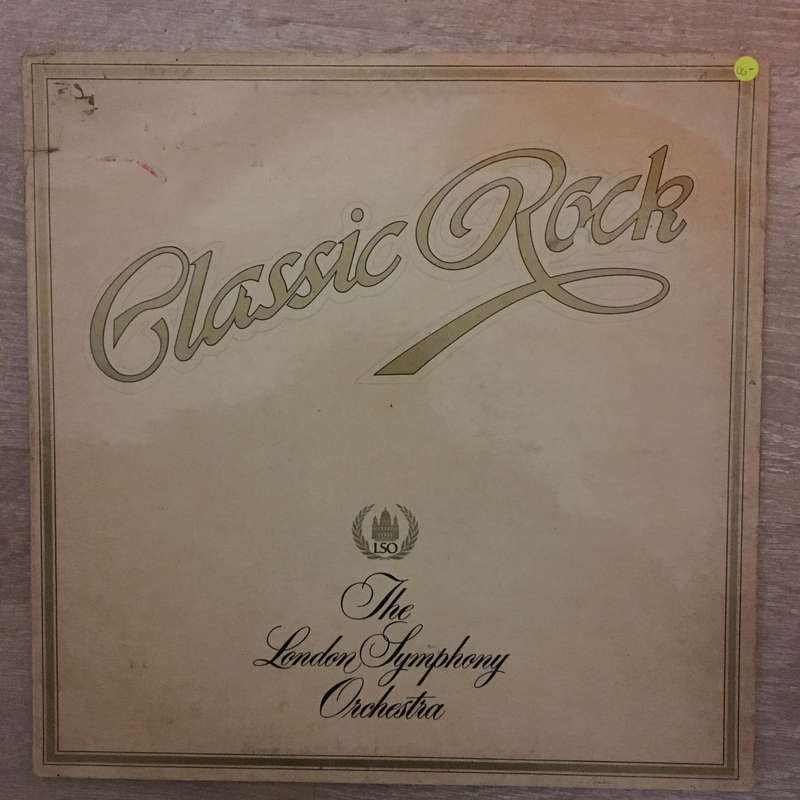 Classic Rock
LSO
The
London Symphony
Orchestra